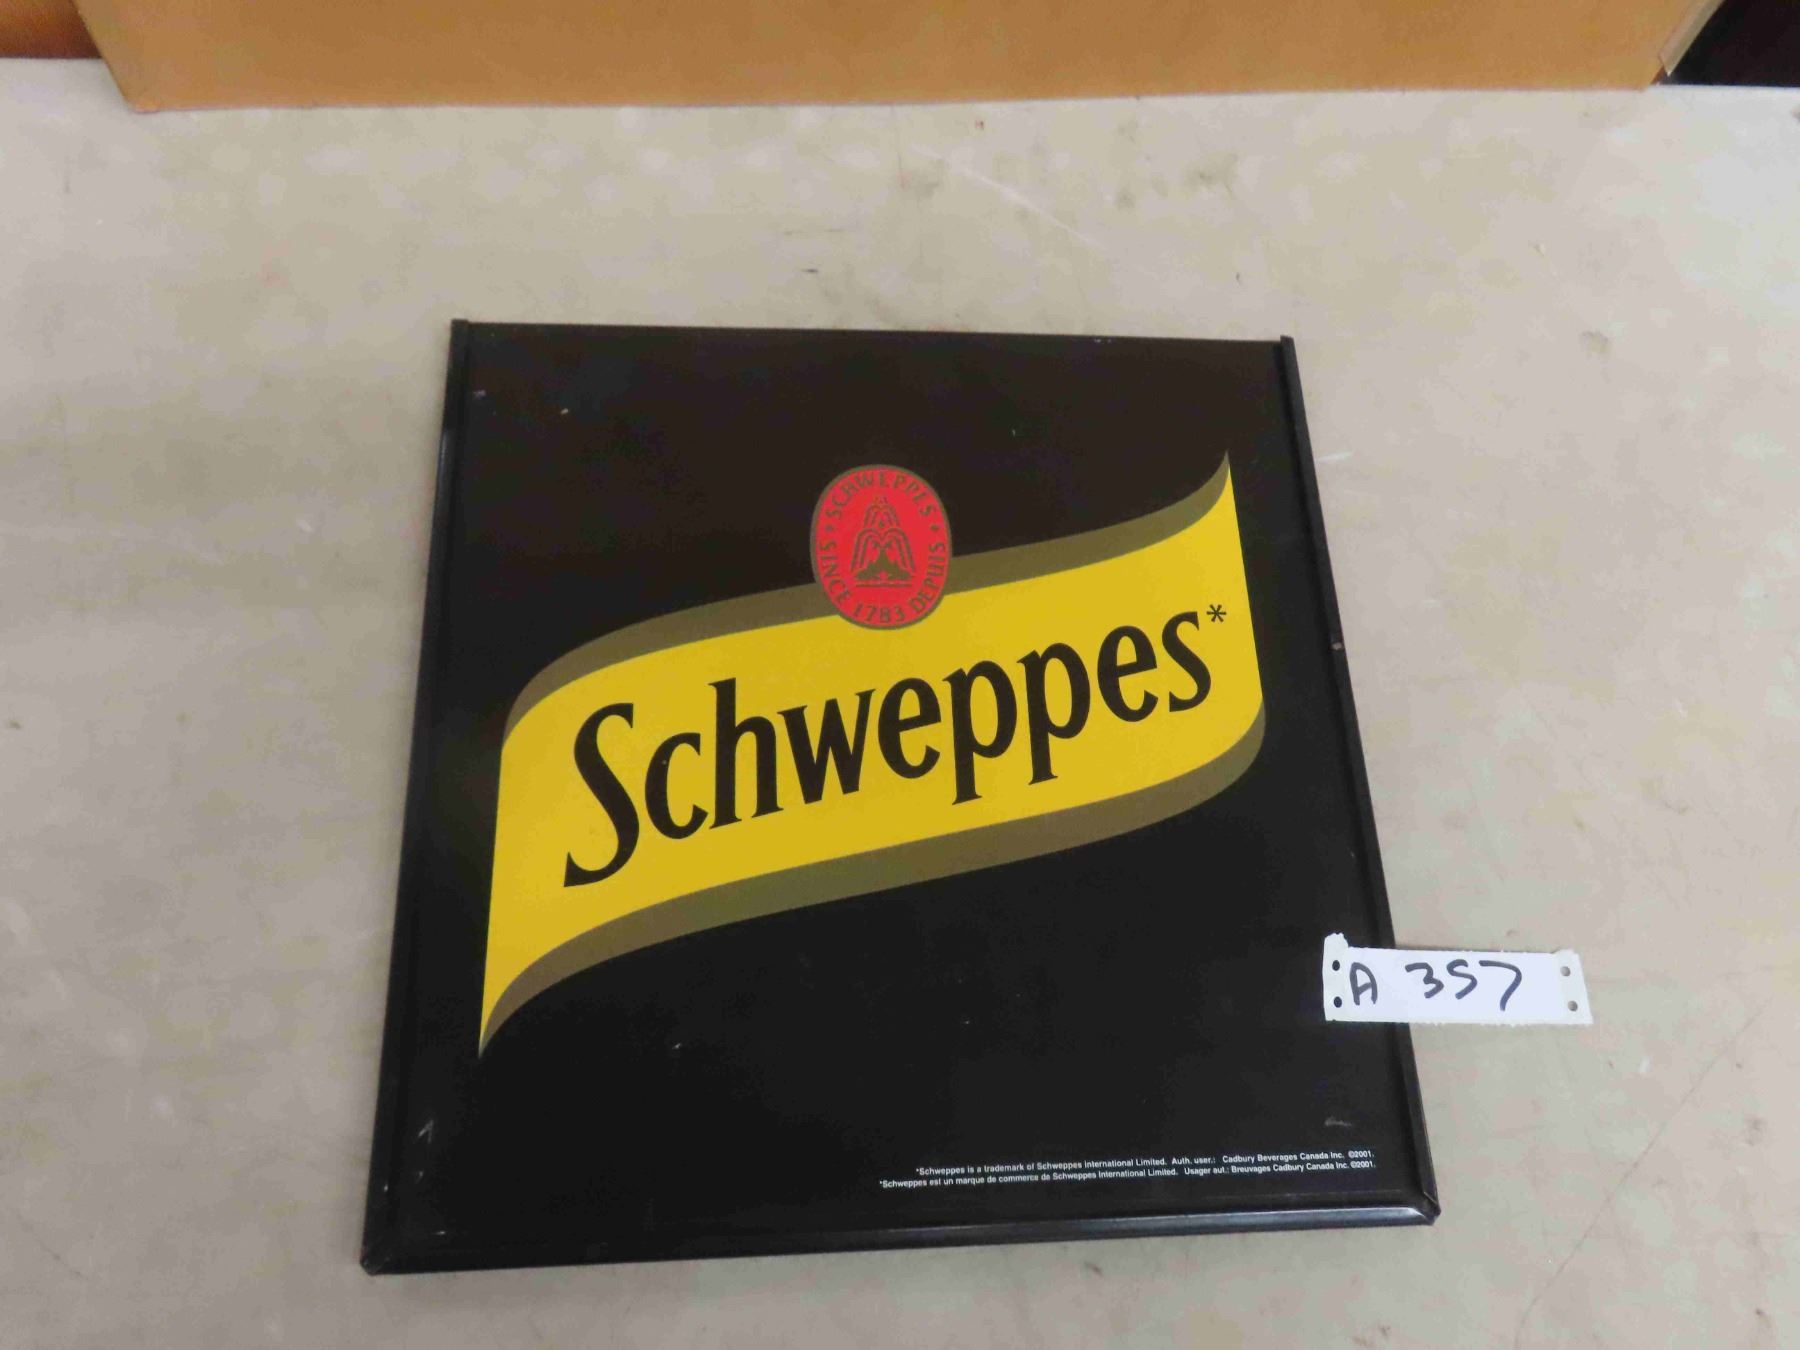 SCHWEPPES
SINCE 1783 DEPUIS
Schweppes*
A 357
*Schweppes is a trademark of Schweppes International Limited. Auth. user.: Cadbury Beverages Canada Inc. ©2001.
*Schweppes est un marque de commerce de Schweppes International Limited. Usager aut.: Breuvages Cadbury Canada Inc. ©2001.